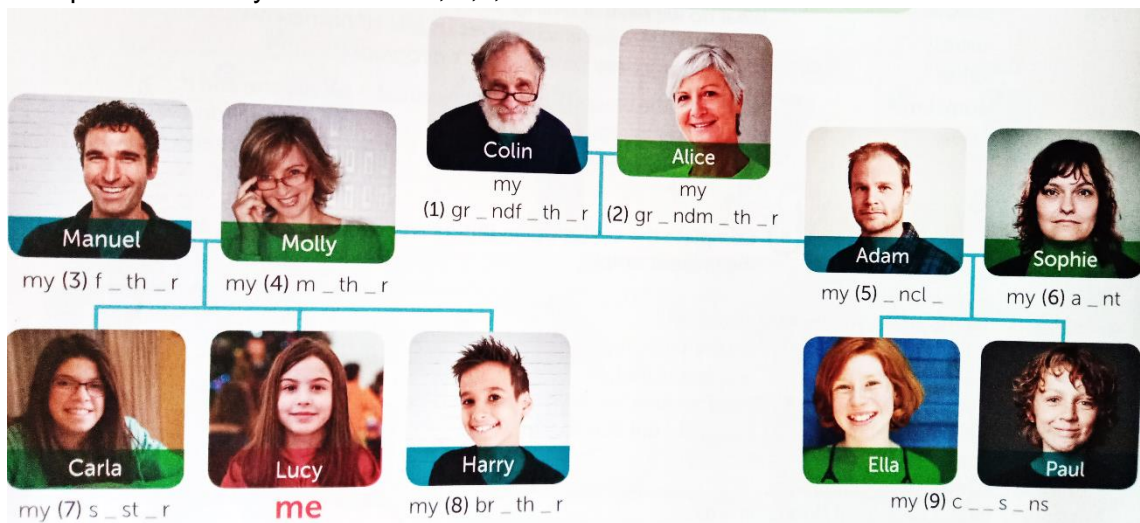 Colin
Alice
my
my
(1) gr _ ndf _ th _ r
(2) gr _ ndm _ th _ r
Manuel
Molly
Adam
Sophie
my (3) f _ th _ r
my (4) m _ th _ r
my (5) _ ncl _
my (6) a _ nt
Carla
Lucy
Harry
Ella
Paul
my (7) s _ st _ r
me
my (8) br _ th _ r
my (9) c _ _ s _ ns